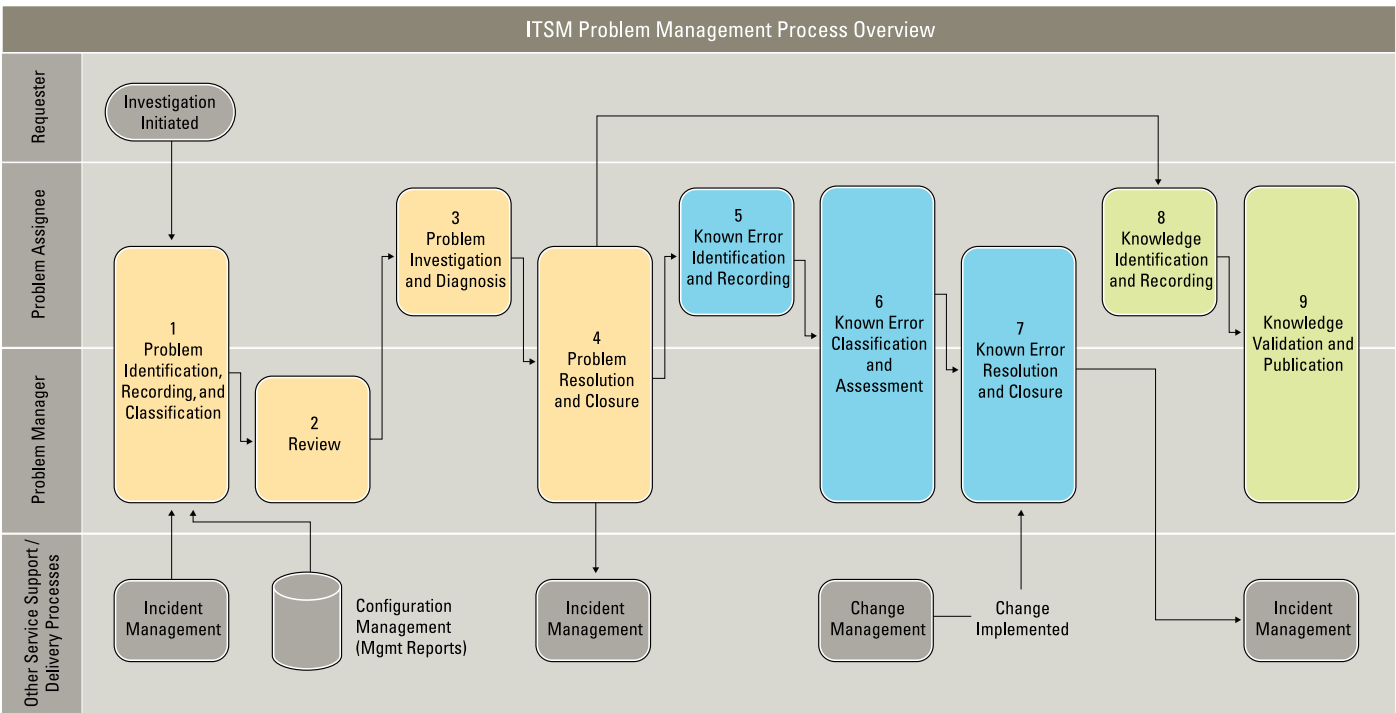 ITSM Problem Management Process Overview
Requester
Investigation
Initiated
Problem Assignee
3
Problem
Investigation
and Diagnosis
5
Known Error
Identification
and Recording
8
Knowledge
Identification
and Recording
1
Problem
Identification,
Recording, and
Classification
4
Problem
Resolution
and Closure
6
Known Error
Classification
and
Assessment
7
Known Error
Resolution
and Closure
9
Knowledge
Validation and
Publication
Problem Manager
2
Review
Other Service Support /
Delivery Processes
Incident
Management
Configuration
Management
(Mgmt Reports)
Incident
Management
Change
Management
Change
Implemented
Incident
Management